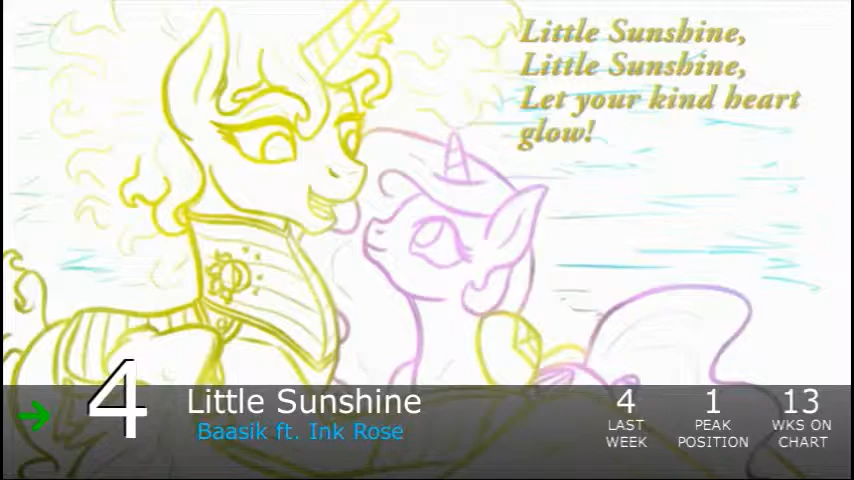 Little Sunshine,
Little Sunshine,
Let your kind heart
glow!
4
Little Sunshine
Baasik ft. Ink Rose
4
LAST
WEEK
1
PEAK
POSITION
13
WKS ON
CHART